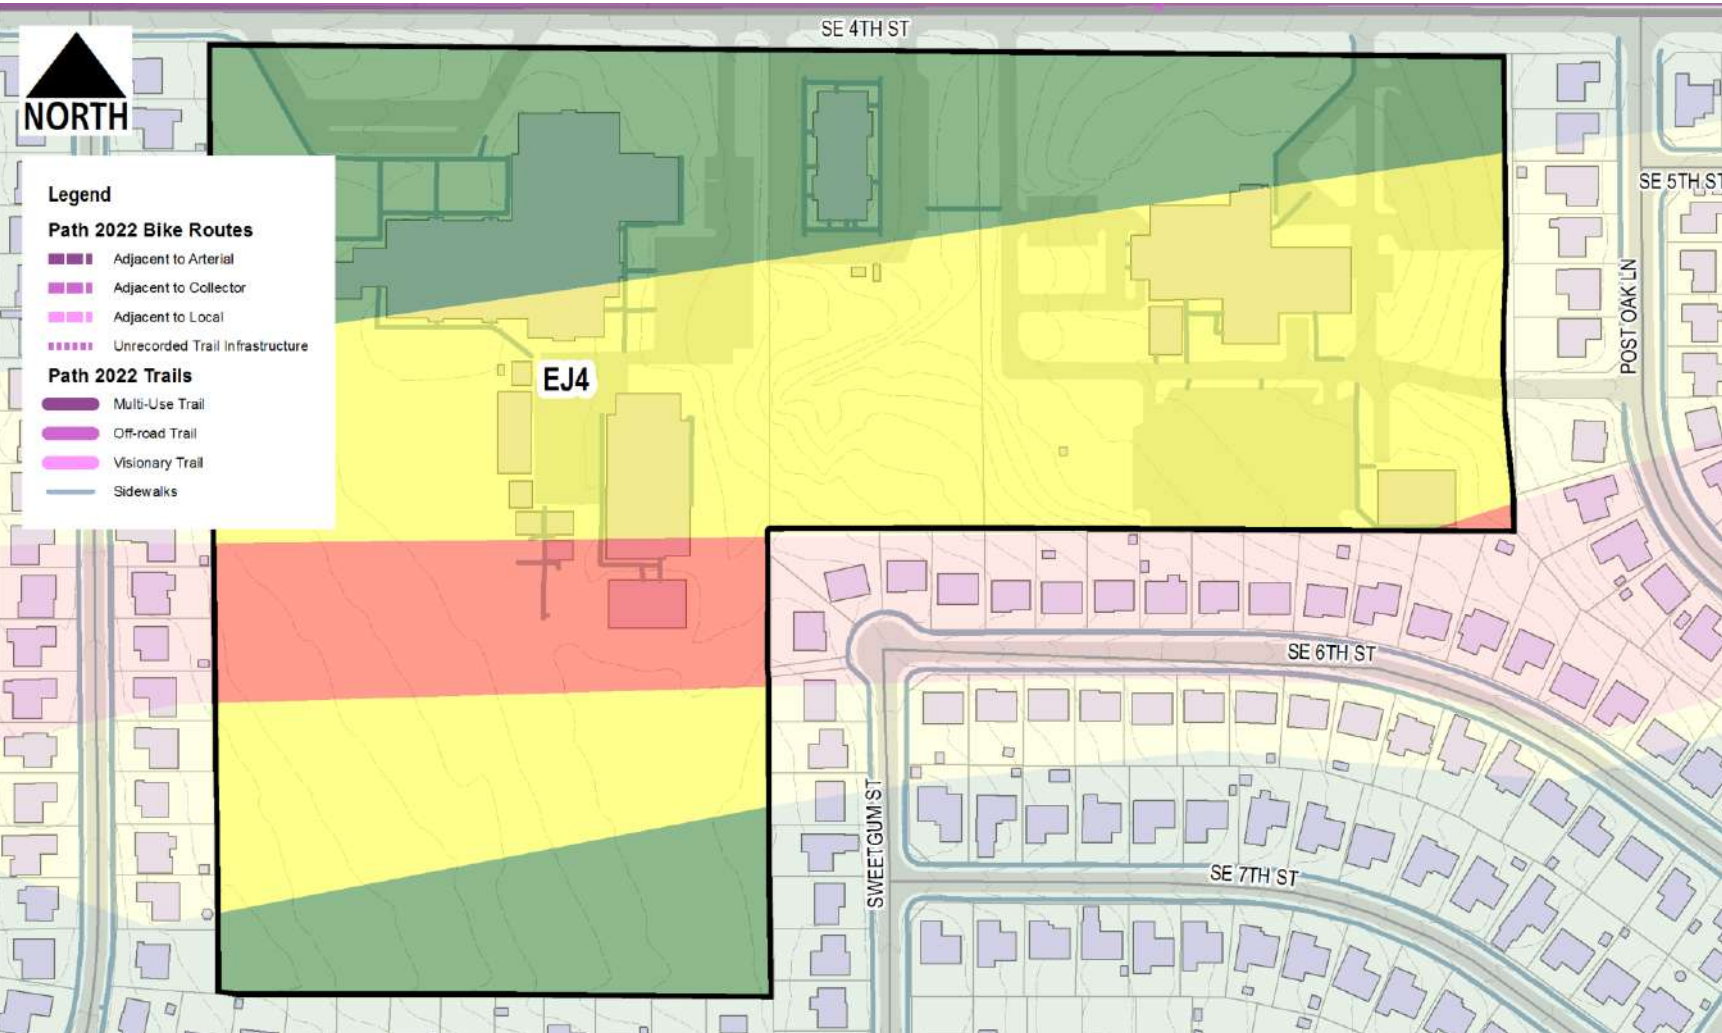 SE 4TH ST
NORTH
Legend
Path 2022 Bike Routes
Adjacent to Arterial
Adjacent to Collector
Adjacent to Local
Unrecorded Trail Infrastructure
Path 2022 Trails
Multi-Use Trail
Off-road Trail
Visionary Trail
Sidewalks
EJ4
SE 5TH ST
POST OAK LN
SE 6TH ST
SWEETGUM ST
SE 7TH ST